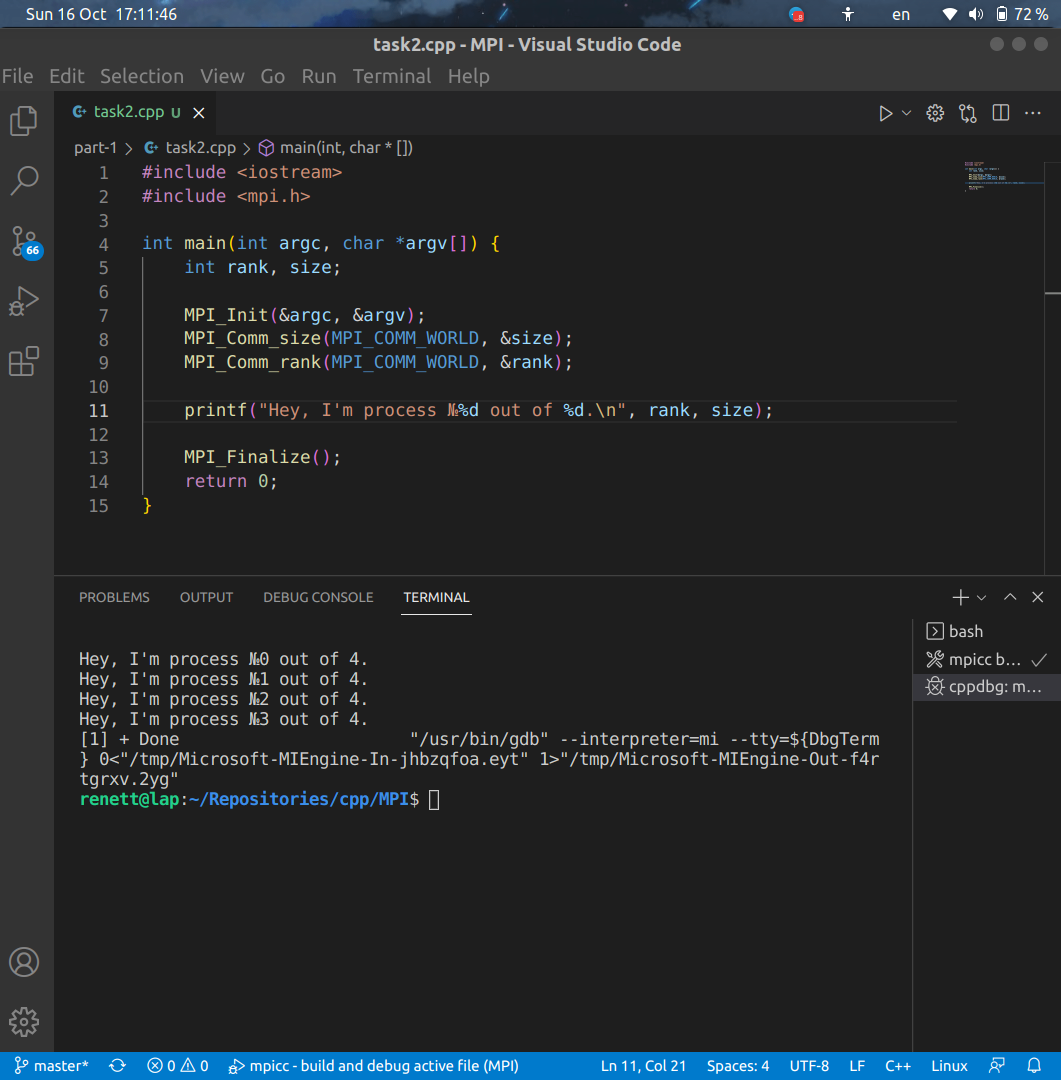 Sun 16 Oct 17:11:46
en
72 %
task2.cpp - MPI - Visual Studio Code
File Edit Selection View Go Run Terminal Help
task2.cpp U
part-1 > task2.cpp > main(int, char * [])
1 #include <iostream>
2 #include <mpi.h>
3
4 int main(int argc, char *argv[]) {
5     int rank, size;
6
7     MPI_Init(&argc, &argv);
8     MPI_Comm_size(MPI_COMM_WORLD, &size);
9     MPI_Comm_rank(MPI_COMM_WORLD, &rank);
10
11     printf("Hey, I'm process №%d out of %d.\n", rank, size);
12
13     MPI_Finalize();
14     return 0;
15 }
66
PROBLEMS OUTPUT DEBUG CONSOLE TERMINAL
bash
mpicc b...
cppdbg: m...
Hey, I'm process №0 out of 4.
Hey, I'm process №1 out of 4.
Hey, I'm process №2 out of 4.
Hey, I'm process №3 out of 4.
[1] + Done                       "/usr/bin/gdb" --interpreter=mi --tty=${DbgTerm
} 0<"/tmp/Microsoft-MIEngine-In-jhbzqfoa.eyt" 1>"/tmp/Microsoft-MIEngine-Out-f4r
tgrxv.2yg"
renett@lap:~/Repositories/cpp/MPI$
master* 0 0 mpicc - build and debug active file (MPI) Ln 11, Col 21 Spaces: 4 UTF-8 LF C++ Linux